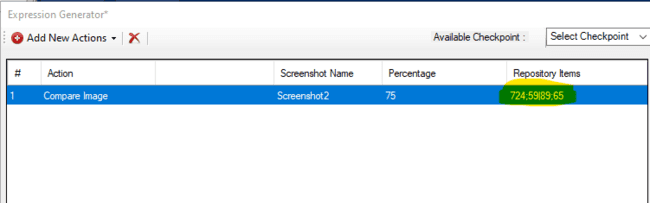 Expression Generator*
Add New Actions Available Checkpoint : Select Checkpoint
# Action Screenshot Name Percentage Repository Items
1 Compare Image Screenshot2 75 724;59|89;65